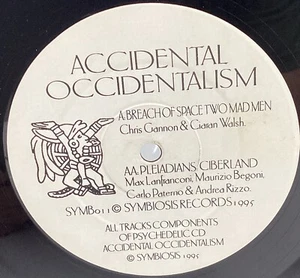 ACCIDENTAL
OCCIDENTALISM
A.BREACH OF SPACE TWO MAD MEN
Chris Gannon & Ciaran Walsh.
AA.PLEIADIANS, CIBERLAND
Max Lanfranconi, Maurizio Begoni,
Carlo Paterno & Andrea Rizzo.
SYMB011 © SYMBIOSIS RECORDS 1995
ALL TRACKS COMPONENTS
OF PSYCHEDELIC CD
ACCIDENTAL OCCIDENTALISM
© SYMBIOSIS 1995